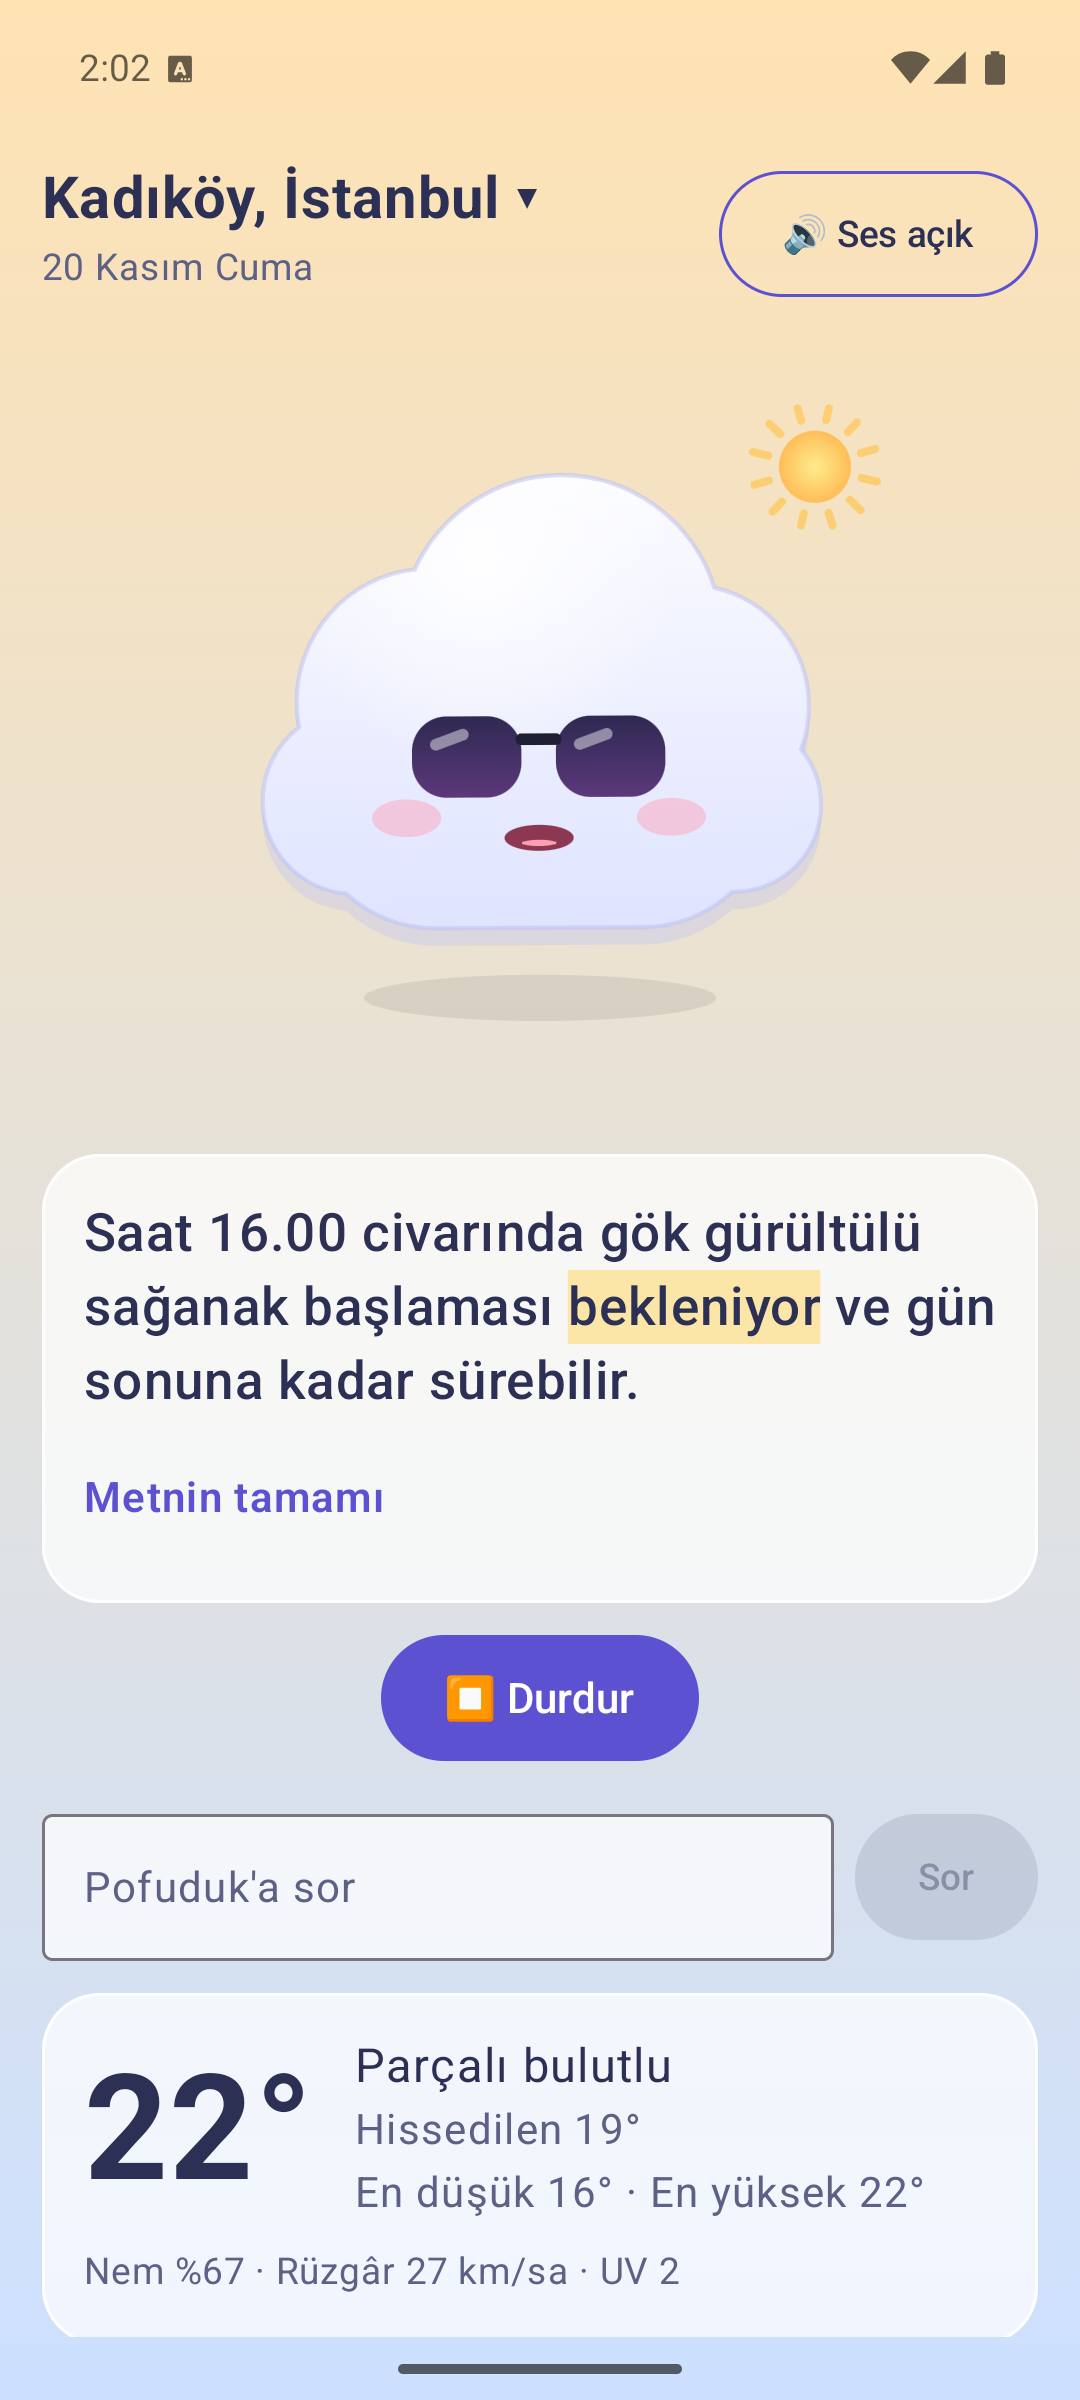 2:02
Kadıköy, İstanbul ▼
20 Kasım Cuma
🔊 Ses açık
Saat 16.00 civarında gök gürültülü
sağanak başlaması bekleniyor ve gün
sonuna kadar sürebilir.
Metnin tamamı
⏹ Durdur
Pofuduk'a sor
Sor
22°
Parçalı bulutlu
Hissedilen 19°
En düşük 16° · En yüksek 22°
Nem %67 · Rüzgâr 27 km/sa · UV 2